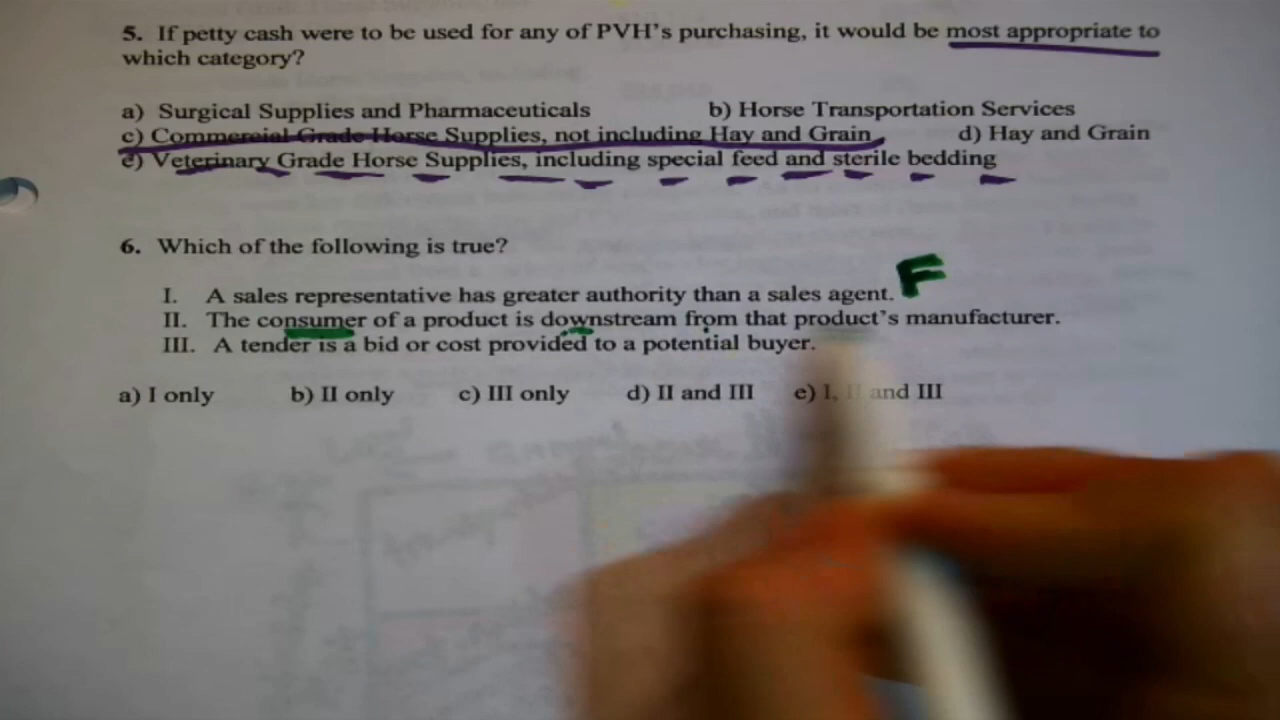 5. If petty cash were to be used for any of PVH's purchasing, it would be most appropriate to
which category?
a) Surgical Supplies and Pharmaceuticals b) Horse Transportation Services
c) Commercial Grade Horse Supplies, not including Hay and Grain d) Hay and Grain
e) Veterinary Grade Horse Supplies, including special feed and sterile bedding
6. Which of the following is true?
I. A sales representative has greater authority than a sales agent. F
II. The consumer of a product is downstream from that product's manufacturer.
III. A tender is a bid or cost provided to a potential buyer.
a) I only b) II only c) III only d) II and III e) I, II and III